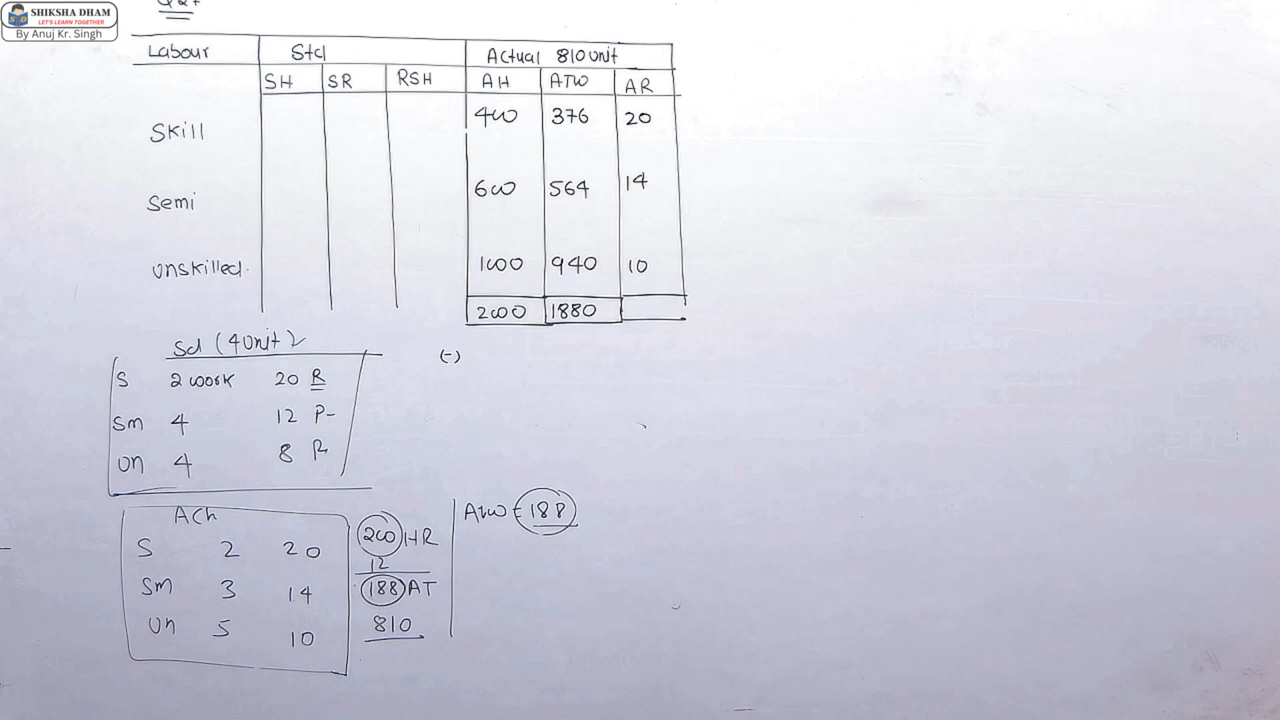 SHIKSHA DHAM
LET'S LEARN TOGETHER
By Anuj Kr. Singh
Labour Std Actual 810 unit
SH SR RSH AH ATW AR
Skill 400 376 20
Semi 600 564 14
unskilled 1000 940 10
2000 1880
Sd (4 unit)
S 2 work 20 R
Sm 4 12
un 4 8
(-)
Ach
S 2 20
Sm 3 14
un 5 10
200 HR
12
188 AT
810
ATW = 188